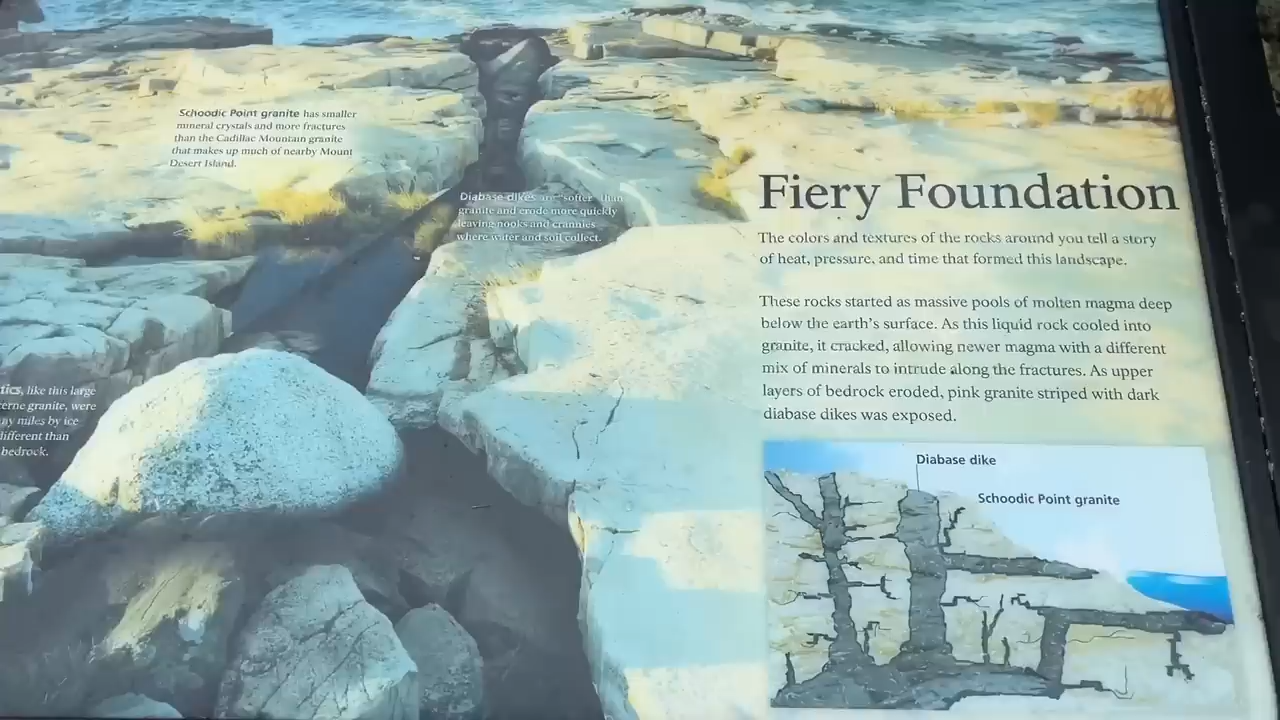 Schoodic Point granite has smaller
mineral crystals and more fractures
than the Cadillac Mountain granite
that makes up much of nearby Mount
Desert Island.
Diabase dikes are "softer" than
granite and erode more quickly
leaving nooks and crannies
where water and soil collect.
Fiery Foundation
The colors and textures of the rocks around you tell a story
of heat, pressure, and time that formed this landscape.
These rocks started as massive pools of molten magma deep
below the earth's surface. As this liquid rock cooled into
granite, it cracked, allowing newer magma with a different
mix of minerals to intrude along the fractures. As upper
layers of bedrock eroded, pink granite striped with dark
diabase dikes was exposed.
tics, like this large
erne granite, were
ny miles by ice
ifferent than
bedrock.
Diabase dike
Schoodic Point granite